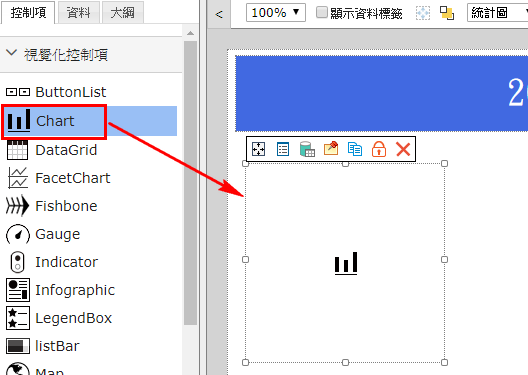 控制項 資料 大綱
視覺化控制項
ButtonList
Chart
DataGrid
FacetChart
Fishbone
Gauge
Indicator
Infographic
LegendBox
listBar
Map
< 100% 顯示資料標籤 統計圖
2